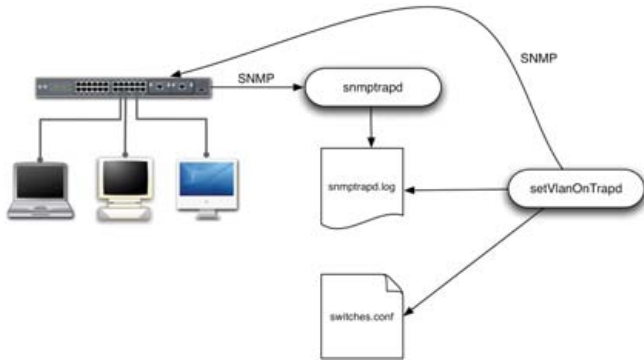 SNMP
SNMP
snmptrapd
snmptrapd.log
setVlanOnTrapd
switches.conf